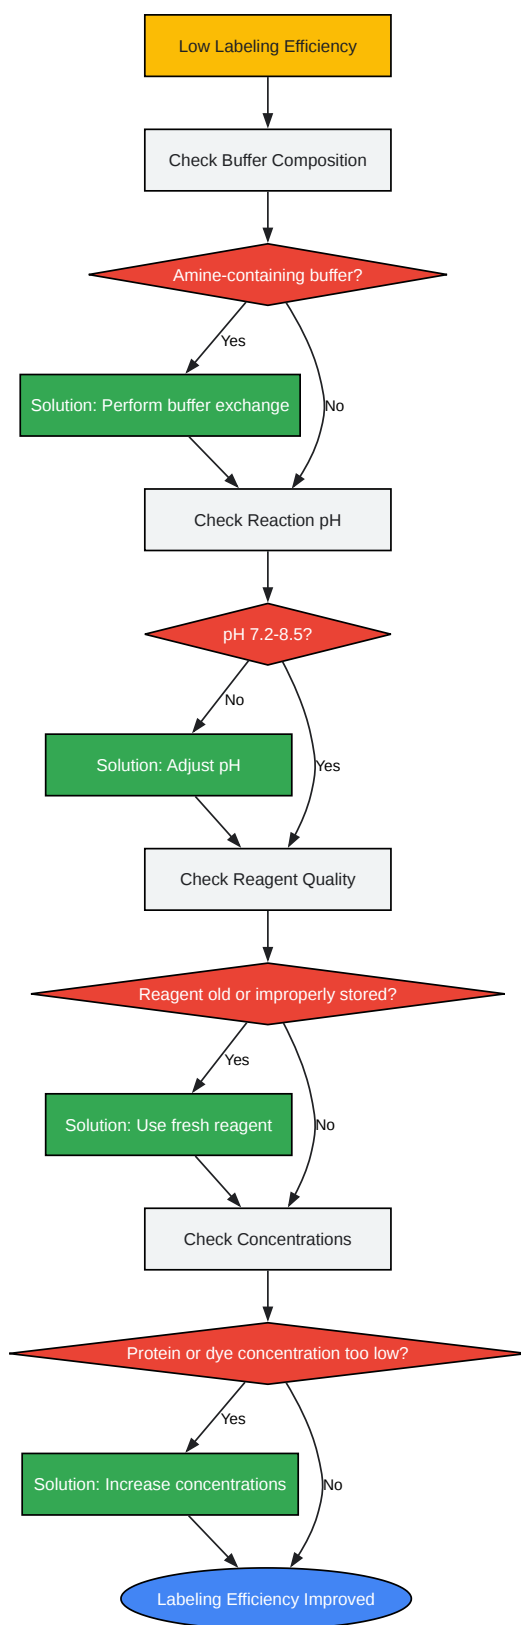 Low Labeling Efficiency
Check Buffer Composition
Amine-containing buffer?
Yes
Solution: Perform buffer exchange
No
Check Reaction pH
pH 7.2-8.5?
No
Solution: Adjust pH
Yes
Check Reagent Quality
Reagent old or improperly stored?
Yes
Solution: Use fresh reagent
No
Check Concentrations
Protein or dye concentration too low?
Yes
Solution: Increase concentrations
No
Labeling Efficiency Improved